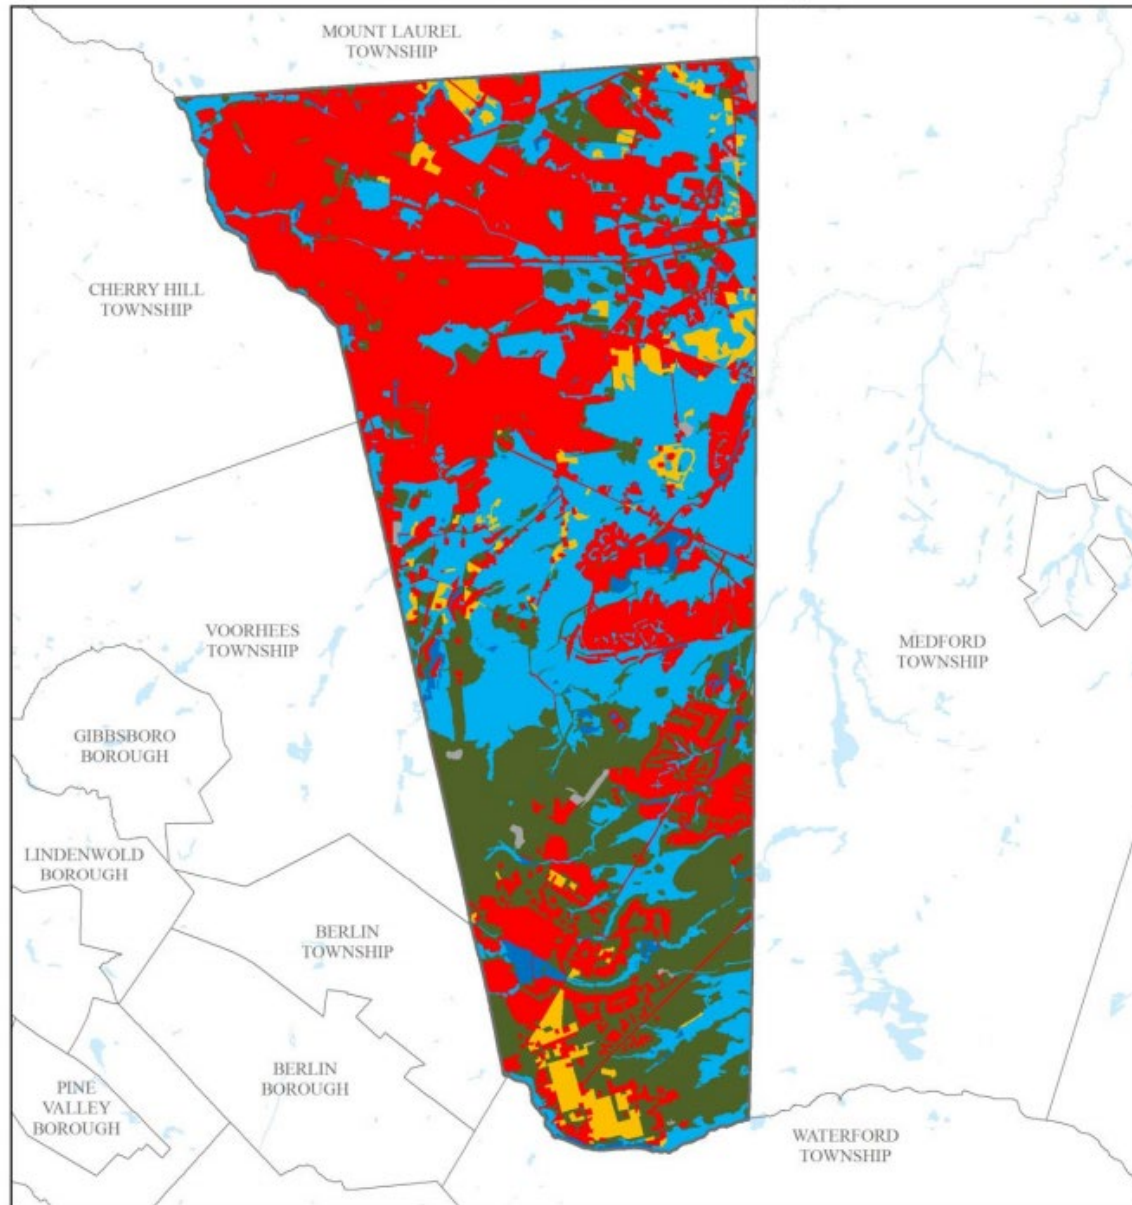 MOUNT LAUREL
TOWNSHIP
CHERRY HILL
TOWNSHIP
VOORHEES
TOWNSHIP
MEDFORD
TOWNSHIP
GIBBSBORO
BOROUGH
LINDENWOLD
BOROUGH
BERLIN
TOWNSHIP
BERLIN
BOROUGH
PINE
VALLEY
BOROUGH
WATERFORD
TOWNSHIP